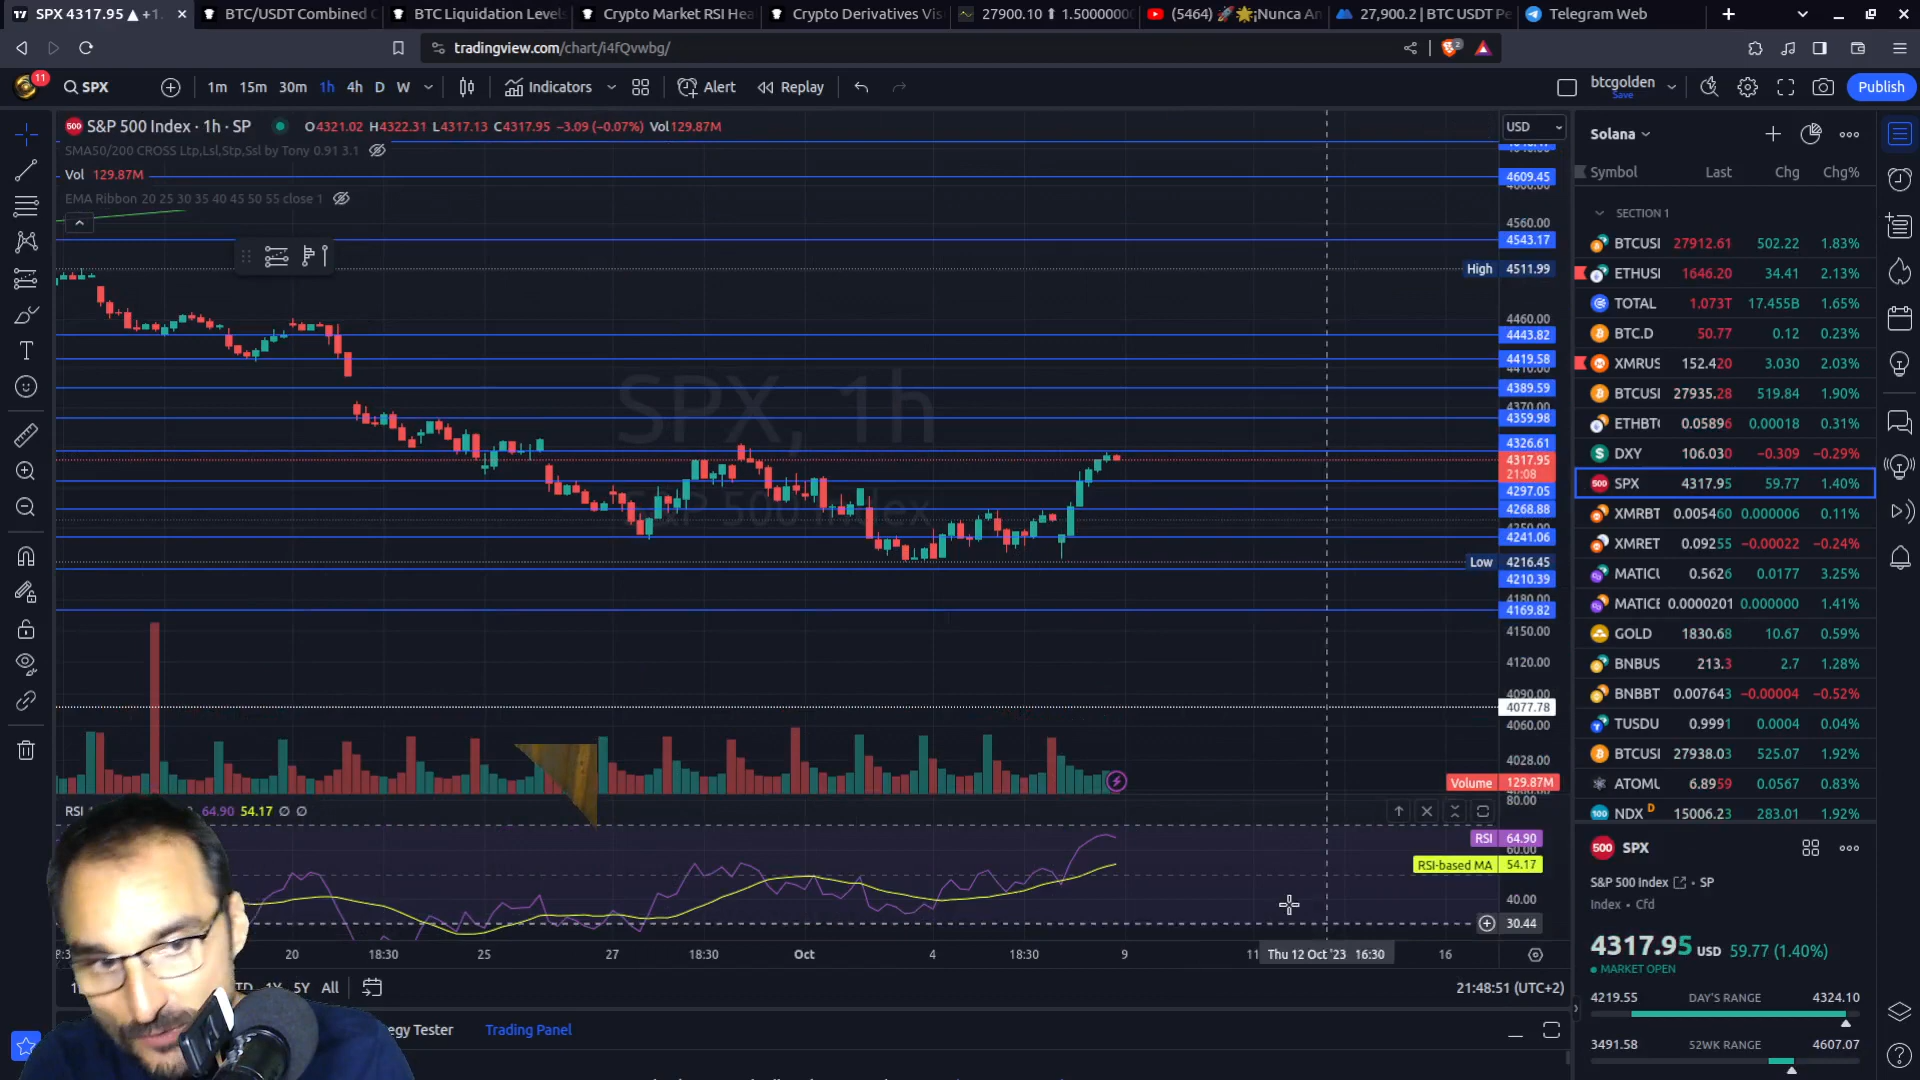 SPX 4317.95 ▲ +1.
BTC/USDT Combined
BTC Liquidation Levels
Crypto Market RSI Hea
Crypto Derivatives Vis
27900.10 ⬆ 1.50000000
(5464) 🚀🌟¡Nunca An
27,900.2 | BTC USDT Pe
Telegram Web
tradingview.com/chart/i4fQvwbg/
2
11
SPX
1m 15m 30m 1h 4h D W
Indicators
Alert
Replay
btcgolden
Save
Publish
S&P 500 Index · 1h · SP
O4321.02 H4322.31 L4317.13 C4317.95 −3.09 (−0.07%) Vol129.87M
SMA50/200 CROSS Ltp,Lsl,Stp,Ssl by Tony 0.91 3.1
Vol 129.87M
EMA Ribbon 20 25 30 35 40 45 50 55 close 1
SPX, 1h
S&P 500 Index
USD
4609.45
4560.00
4543.17
High 4511.99
4460.00
4443.82
4419.58
4410.00
4389.59
4370.00
4359.98
4326.61
4317.95
21:08
4297.05
4268.88
4250.00
4241.06
Low 4216.45
4210.39
4180.00
4169.82
4150.00
4120.00
4090.00
4077.78
4060.00
4028.00
Volume 129.87M
80.00
RSI 64.90
60.00
RSI-based MA 54.17
40.00
30.44
RSI
64.90 54.17 ∅ ∅
20 18:30 25 27 18:30 Oct 4 18:30 9 11 Thu 12 Oct '23 16:30 16
1Y 5Y All
21:48:51 (UTC+2)
egy Tester
Trading Panel
Solana
Symbol Last Chg Chg%
SECTION 1
BTCUSI 27912.61 502.22 1.83%
ETHUSI 1646.20 34.41 2.13%
TOTAL 1.073T 17.455B 1.65%
BTC.D 50.77 0.12 0.23%
XMRUS 152.420 3.030 2.03%
BTCUSI 27935.28 519.84 1.90%
ETHBT 0.05896 0.00018 0.31%
DXY 106.030 −0.309 −0.29%
500 SPX 4317.95 59.77 1.40%
XMRBT 0.005460 0.000006 0.11%
XMRET 0.09255 −0.00022 −0.24%
MATICU 0.5626 0.0177 3.25%
MATICE 0.0000201 0.000000 1.41%
GOLD 1830.68 10.67 0.59%
BNBUS 213.3 2.7 1.28%
BNBBT 0.007643 −0.00004 −0.52%
TUSDU 0.9991 0.0004 0.04%
BTCUSI 27938.03 525.07 1.92%
ATOMU 6.8959 0.0567 0.83%
100 NDX D 15006.23 283.01 1.92%
500 SPX
S&P 500 Index • SP
Index • Cfd
4317.95 USD 59.77 (1.40%)
MARKET OPEN
4219.55 DAY'S RANGE 4324.10
3491.58 52WK RANGE 4607.07